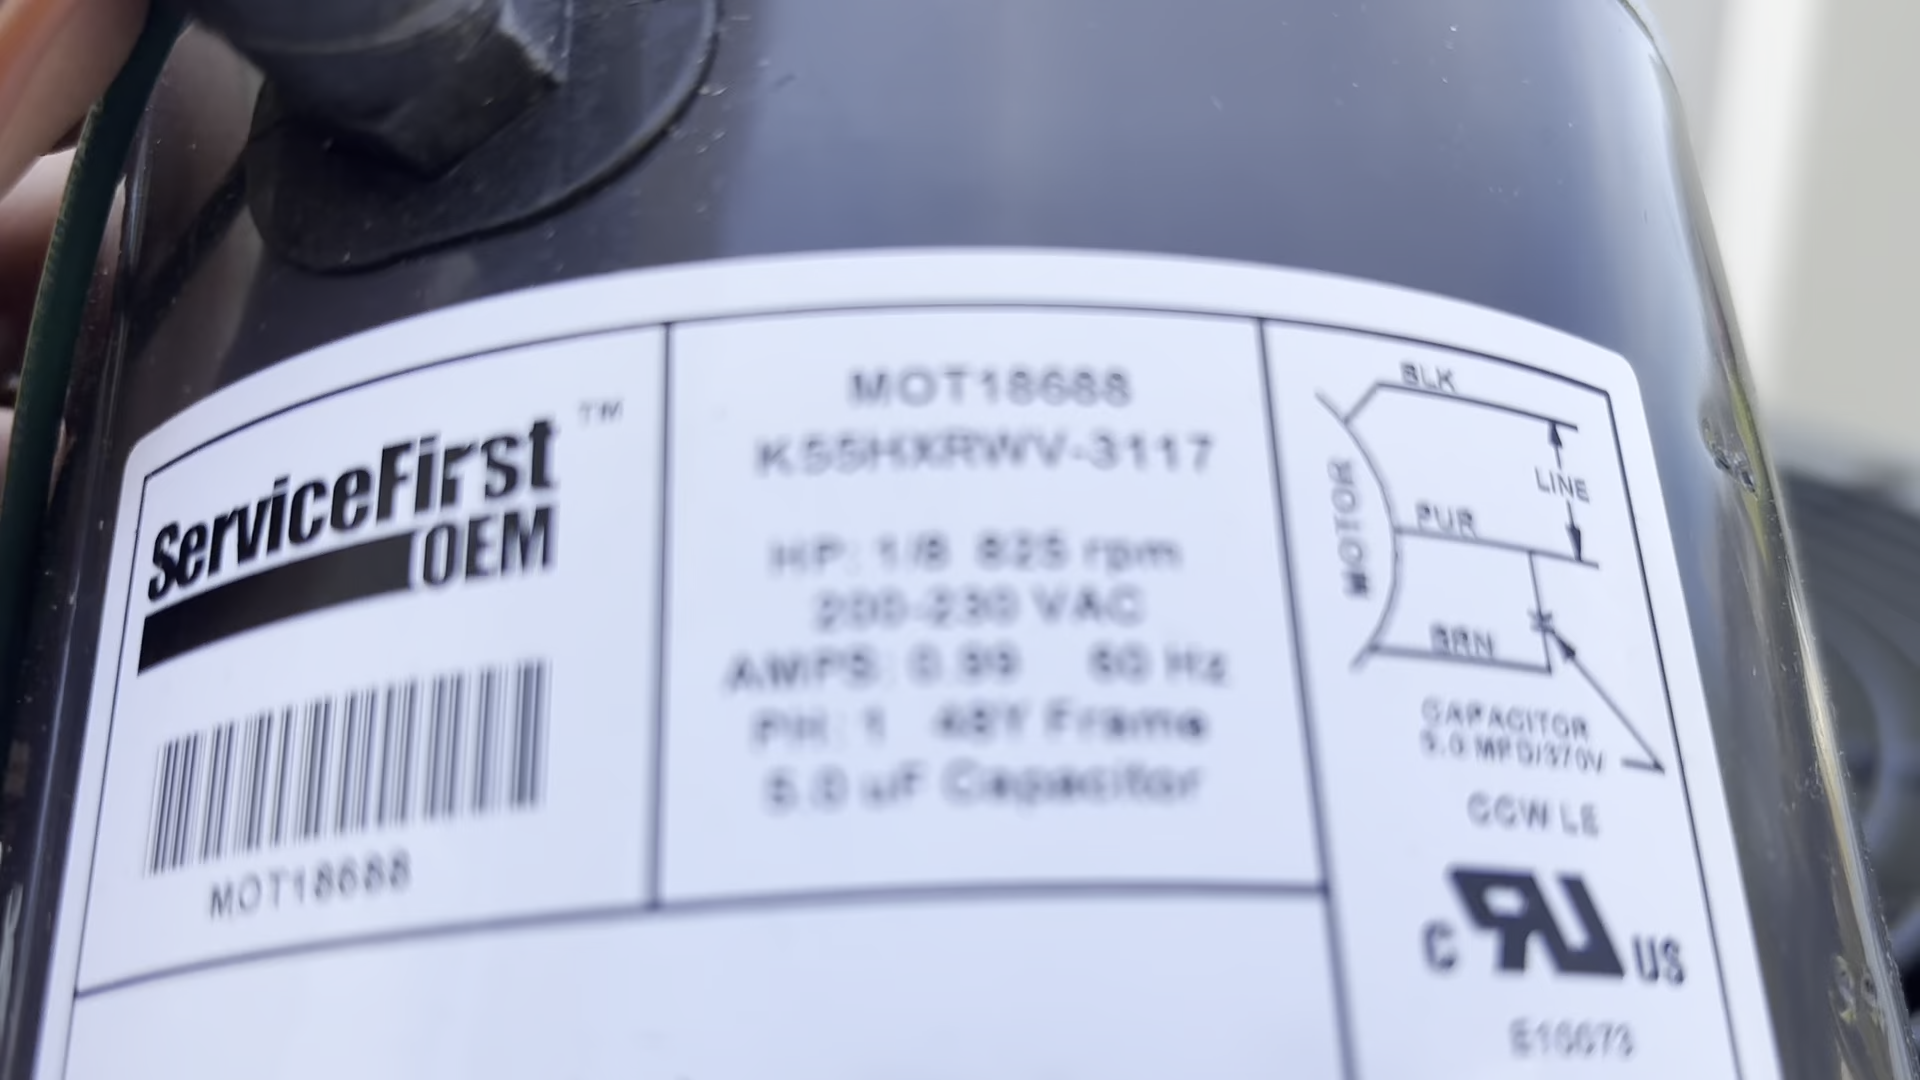 ServiceFirst™
OEM
MOT18688
MOT18688
K55HXRWV-3117
HP: 1/8 825 rpm
200-230 VAC
AMPS: 0.99 60 Hz
PH: 1 48Y Frame
5.0 uF Capacitor
BLK
LINE
MOTOR
PUR
BRN
CAPACITOR
5.0 MFD/370V
CCW LE
C RU US